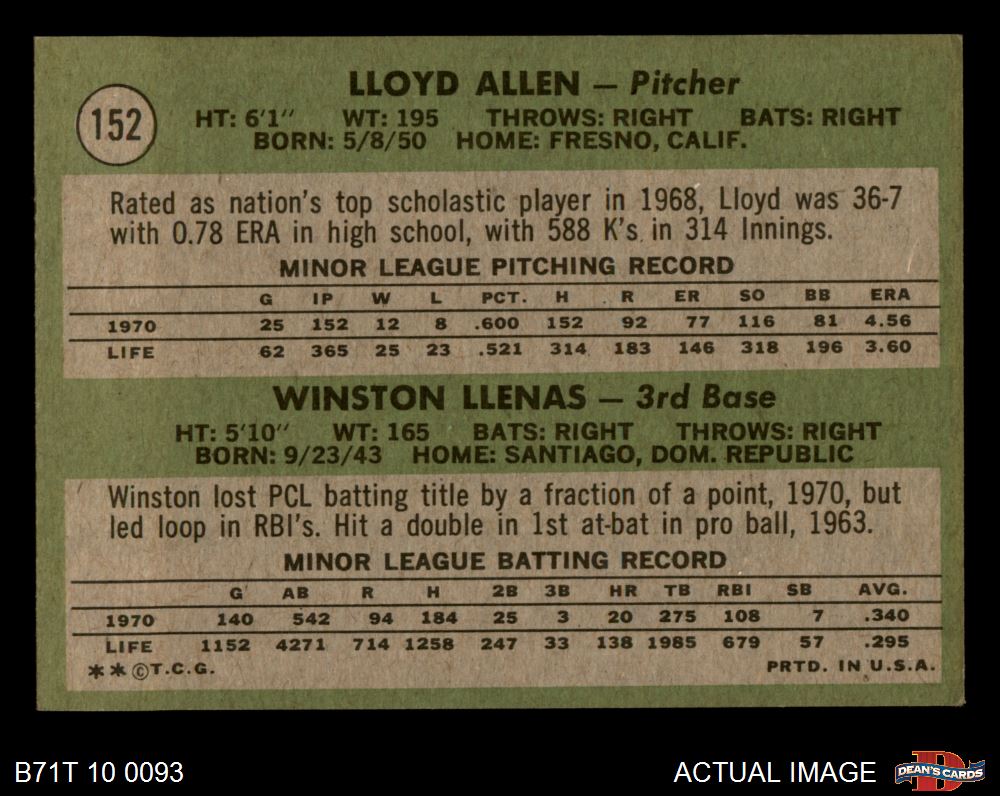 152
LLOYD ALLEN — Pitcher
HT: 6'1" WT: 195 THROWS: RIGHT BATS: RIGHT
BORN: 5/8/50 HOME: FRESNO, CALIF.
Rated as nation's top scholastic player in 1968, Lloyd was 36-7
with 0.78 ERA in high school, with 588 K's in 314 Innings.
MINOR LEAGUE PITCHING RECORD
G IP W L PCT. H R ER SO BB ERA
1970 25 152 12 8 .600 152 92 77 116 81 4.56
LIFE 62 365 25 23 .521 314 183 146 318 196 3.60
WINSTON LLENAS — 3rd Base
HT: 5'10" WT: 165 BATS: RIGHT THROWS: RIGHT
BORN: 9/23/43 HOME: SANTIAGO, DOM. REPUBLIC
Winston lost PCL batting title by a fraction of a point, 1970, but
led loop in RBI's. Hit a double in 1st at-bat in pro ball, 1963.
MINOR LEAGUE BATTING RECORD
G AB R H 2B 3B HR TB RBI SB AVG.
1970 140 542 94 184 25 3 20 275 108 7 .340
LIFE 1152 4271 714 1258 247 33 138 1985 679 57 .295
**©T.C.G. PRTD. IN U.S.A.
B71T 10 0093 ACTUAL IMAGE DEAN'S CARDS